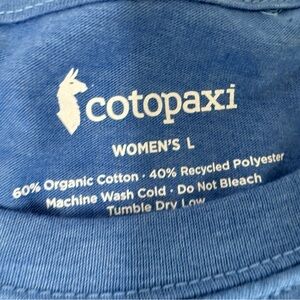 cotopaxi
WOMEN'S L
60% Organic Cotton · 40% Recycled Polyester
Machine Wash Cold · Do Not Bleach
Tumble Dry Low